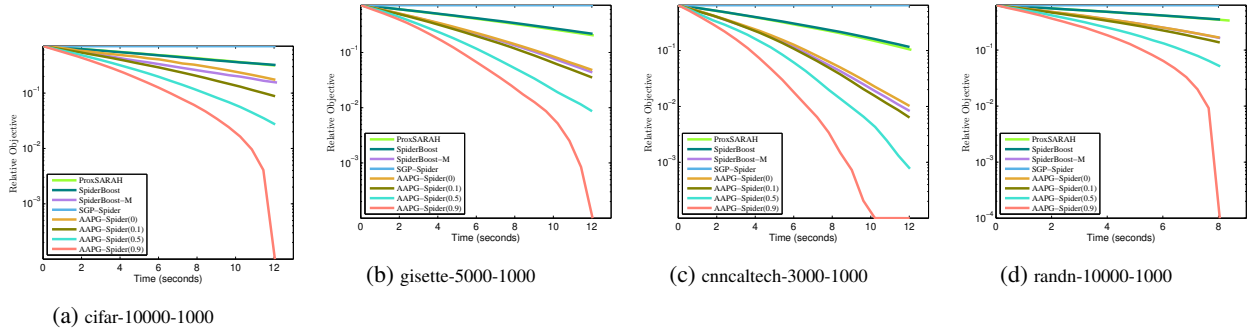 Relative Objective
10⁻¹
10⁻²
10⁻³
ProxSARAH
SpiderBoost
SpiderBoost−M
SGP−Spider
AAPG−Spider(0)
AAPG−Spider(0.1)
AAPG−Spider(0.5)
AAPG−Spider(0.9)
0 2 4 6 8 10 12
Time (seconds)
(a) cifar-10000-1000
Relative Objective
10⁻¹
10⁻²
10⁻³
ProxSARAH
SpiderBoost
SpiderBoost−M
SGP−Spider
AAPG−Spider(0)
AAPG−Spider(0.1)
AAPG−Spider(0.5)
AAPG−Spider(0.9)
0 2 4 6 8 10 12
Time (seconds)
(b) gisette-5000-1000
Relative Objective
10⁻¹
10⁻²
10⁻³
ProxSARAH
SpiderBoost
SpiderBoost−M
SGP−Spider
AAPG−Spider(0)
AAPG−Spider(0.1)
AAPG−Spider(0.5)
AAPG−Spider(0.9)
0 2 4 6 8 10 12
Time (seconds)
(c) cnncaltech-3000-1000
Relative Objective
10⁻¹
10⁻²
10⁻³
10⁻⁴
ProxSARAH
SpiderBoost
SpiderBoost−M
SGP−Spider
AAPG−Spider(0)
AAPG−Spider(0.1)
AAPG−Spider(0.5)
AAPG−Spider(0.9)
0 2 4 6 8
Time (seconds)
(d) randn-10000-1000